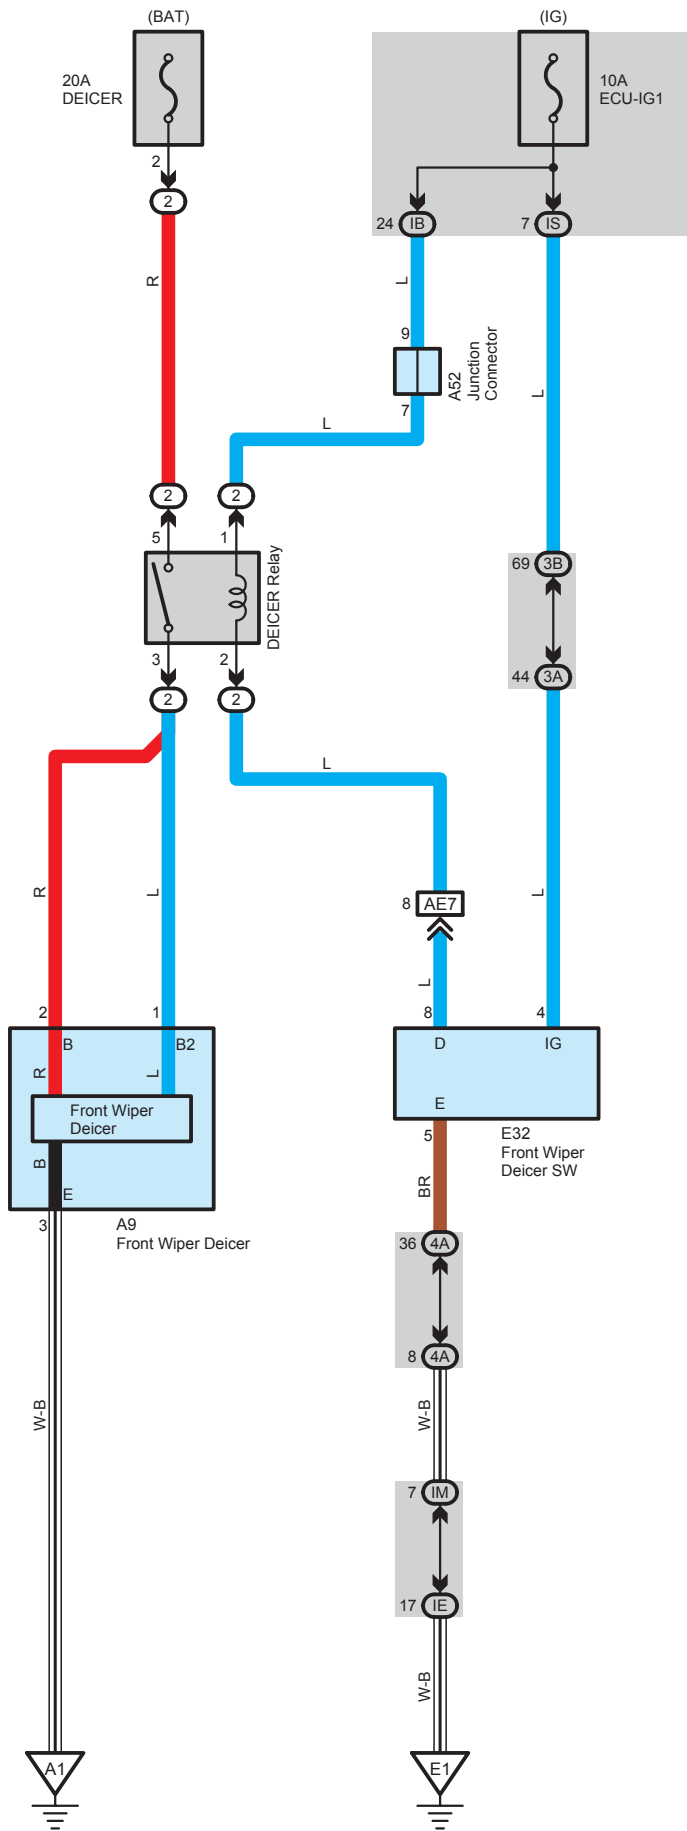 (BAT)
(IG)
20A
DEICER
10A
ECU-IG1
2
2
24 IB
7 IS
R
L
9
A52
Junction
Connector
7
L
L
2
2
5
1
DEICER Relay
69 3B
3
2
44 3A
2
2
L
R
L
8 AE7
L
L
2
1
8
4
B
B2
D
IG
R
L
E
Front Wiper
Deicer
5
E32
Front Wiper
Deicer SW
B
BR
E
3
A9
Front Wiper Deicer
36 4A
8 4A
W-B
W-B
7 IM
17 IE
W-B
A1
E1